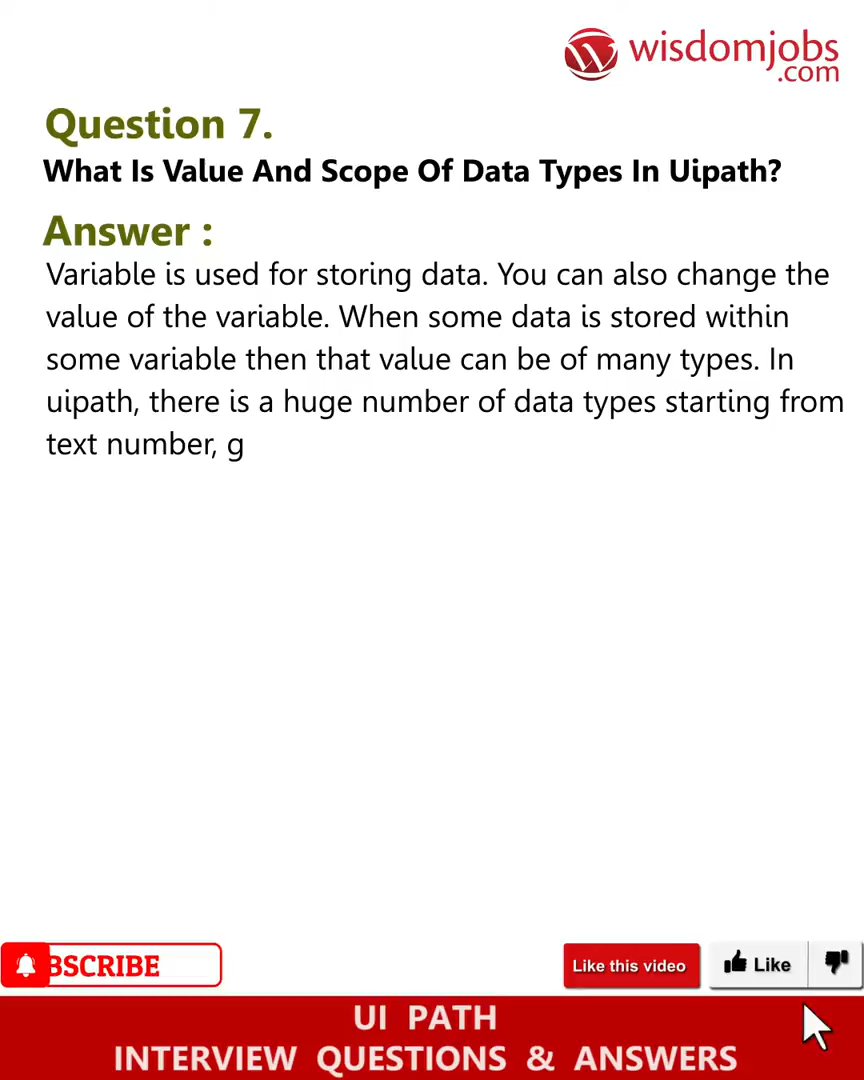 wisdomjobs
.com
Question 7.
What Is Value And Scope Of Data Types In Uipath?
Answer :
Variable is used for storing data. You can also change the
value of the variable. When some data is stored within
some variable then that value can be of many types. In
uipath, there is a huge number of data types starting from
text number, g
BSCRIBE
Like this video
Like
UI PATH
INTERVIEW QUESTIONS & ANSWERS